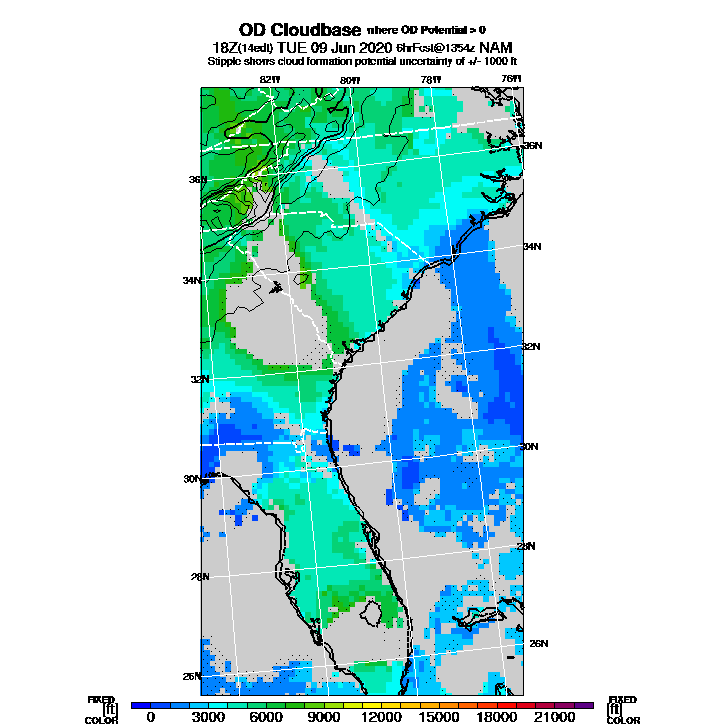 OD Cloudbase where OD Potential > 0
18Z(14edt) TUE 09 Jun 2020 6hrFcst@1354z NAM
Stipple shows cloud formation potential uncertainty of +/- 1000 ft
82W 80W 78W 76W
36N
36N
34N
34N
32N
32N
30N
30N
28N
28N
26N
26N
FIXED FIXED
[ft] [ft]
COLOR 0 3000 6000 9000 12000 15000 18000 21000 COLOR